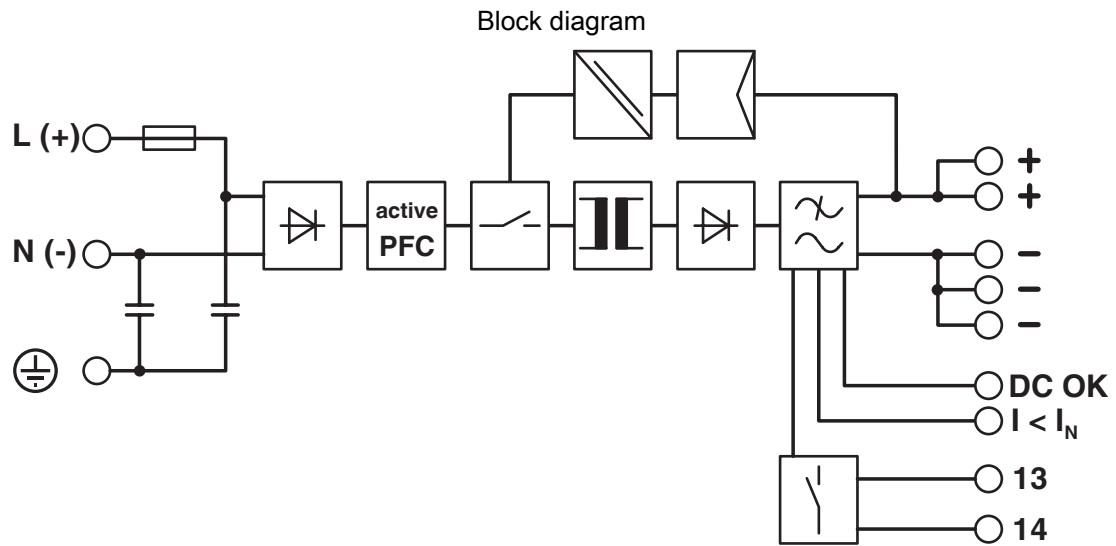 Block diagram
L (+)
N (-)
active
PFC
+
+
−
−
−
DC OK
I < I_N
13
14